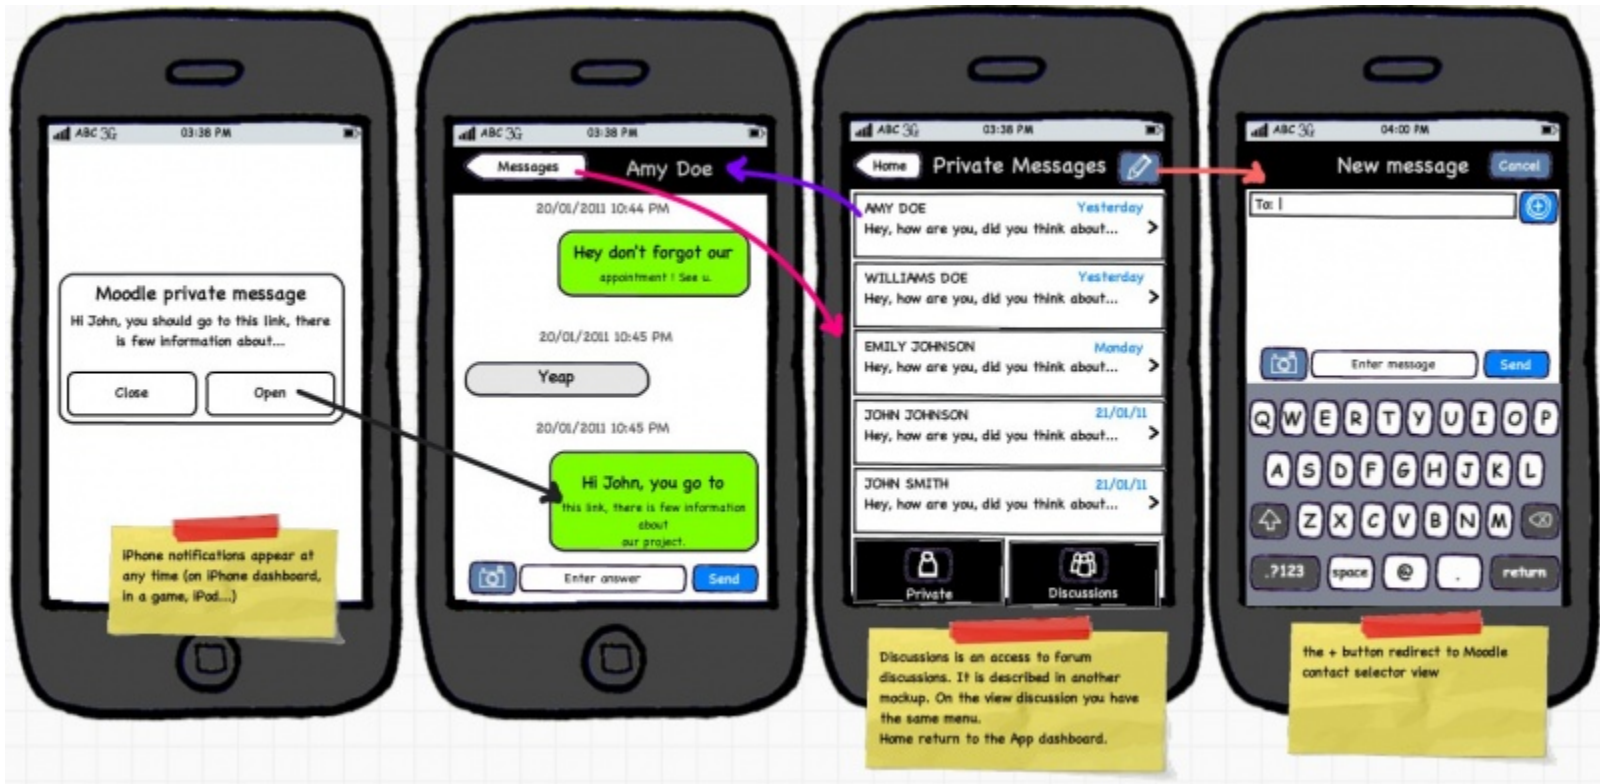 ABC 3G 03:38 PM
Moodle private message
Hi John, you should go to this link, there
is few information about...
Close
Open
iPhone notifications appear at
any time (on iPhone dashboard,
in a game, iPod...)
ABC 3G 03:38 PM
Messages
Amy Doe
20/01/2011 10:44 PM
Hey don't forgot our
appointment ! See u.
20/01/2011 10:45 PM
Yeap
20/01/2011 10:45 PM
Hi John, you go to
this link, there is few information
about
our project.
Enter answer
Send
ABC 3G 03:38 PM
Home
Private Messages
AMY DOE Yesterday
Hey, how are you, did you think about... >
WILLIAMS DOE Yesterday
Hey, how are you, did you think about... >
EMILY JOHNSON Monday
Hey, how are you, did you think about... >
JOHN JOHNSON 21/01/11
Hey, how are you, did you think about... >
JOHN SMITH 21/01/11
Hey, how are you, did you think about... >
Private
Discussions
Discussions is an access to forum
discussions. It is described in another
mockup. On the view discussion you have
the same menu.
Home return to the App dashboard.
ABC 3G 04:00 PM
New message
Cancel
To: |
Enter message
Send
Q W E R T Y U I O P
A S D F G H J K L
Z X C V B N M
.?123 space @ . return
the + button redirect to Moodle
contact selector view